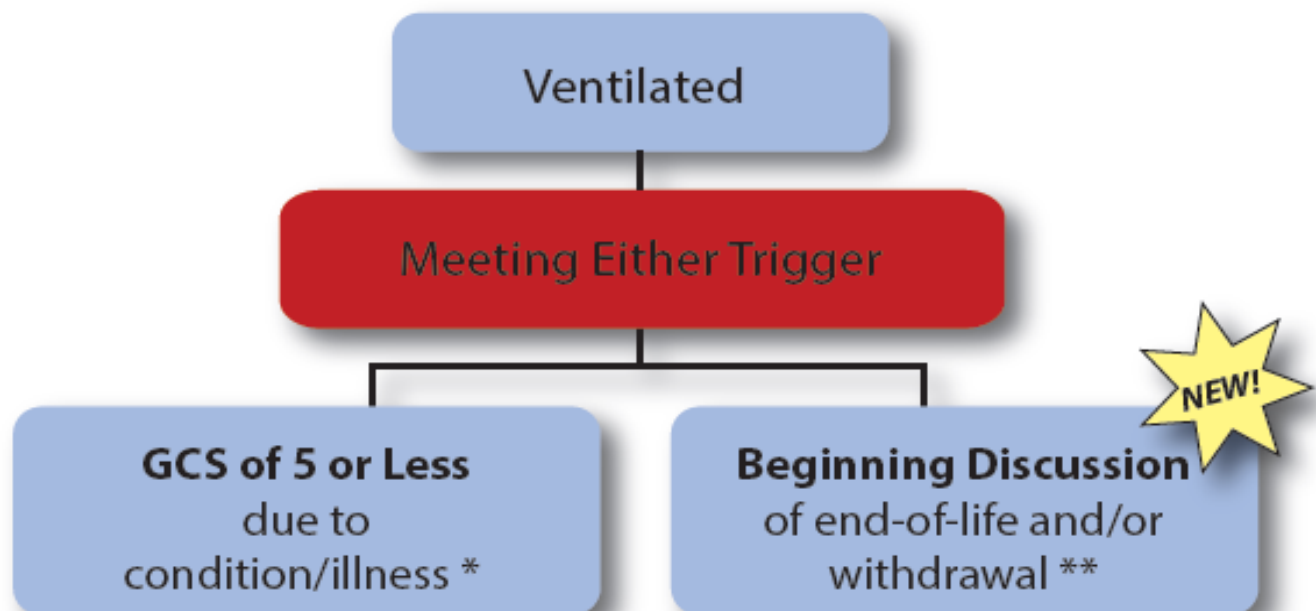 Ventilated
Meeting Either Trigger
NEW!
GCS of 5 or Less
due to
condition/illness *
Beginning Discussion
of end-of-life and/or
withdrawal **